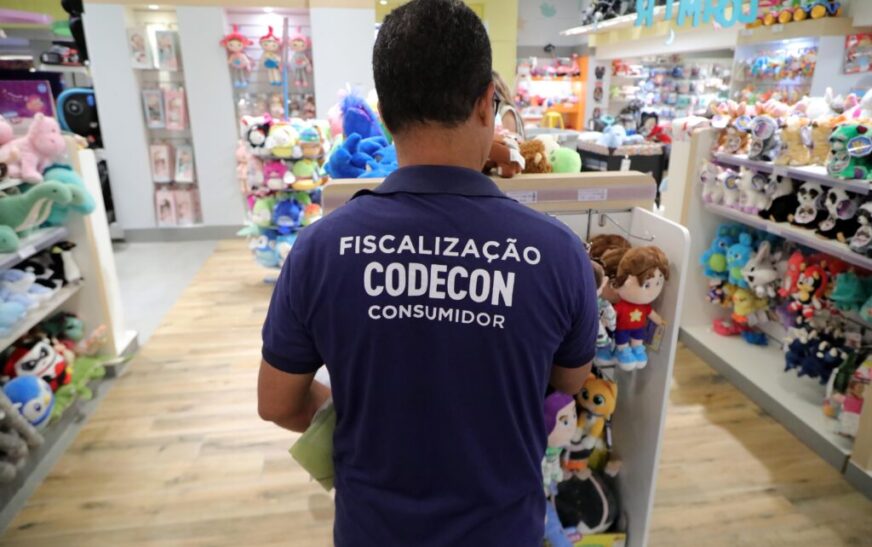 FISCALIZAÇÃO
CODECON
CONSUMIDOR